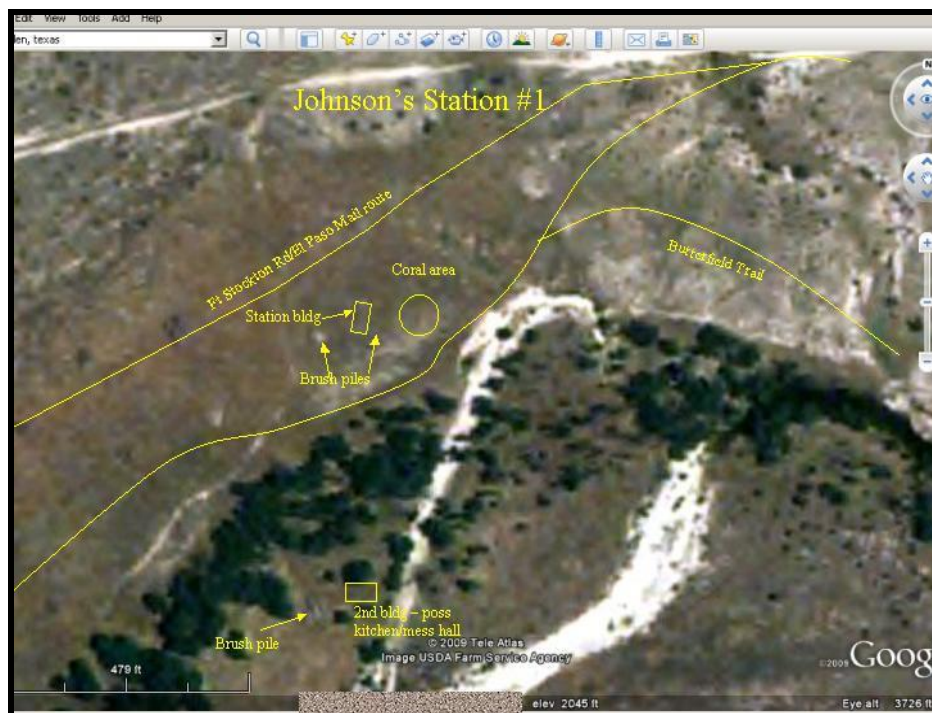 Edit View Tools Add Help
len, texas
N
Johnson's Station #1
Ft Stockton Rd/El Paso Mail route
Butterfield Trail
Coral area
Station bldg
Brush piles
2nd bldg – poss
kitchen/mess hall
Brush pile
© 2009 Tele Atlas
Image USDA Farm Service Agency
479 ft
©2009 Goog
elev 2045 ft
Eye alt 3726 ft